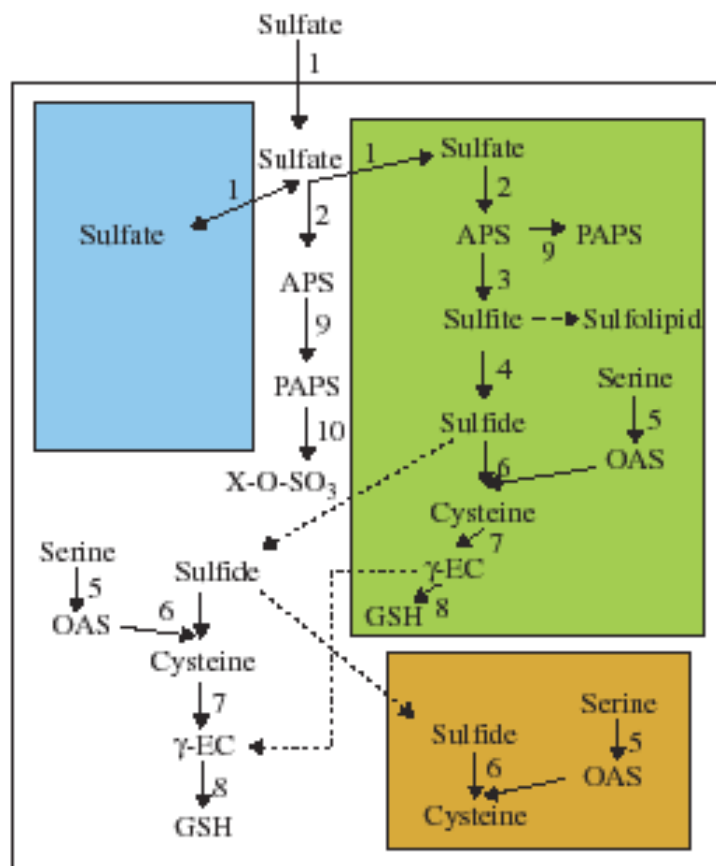 Sulfate
1
Sulfate
1
Sulfate
1
Sulfate
2
2
APS
9
PAPS
APS
9
3
Sulfite
Sulfolipid
PAPS
4
Serine
5
10
Sulfide
OAS
X-O-SO3
6
Cysteine
7
γ-EC
8
GSH
Serine
5
OAS
6
Sulfide
Cysteine
7
γ-EC
8
GSH
Sulfide
6
Cysteine
Serine
5
OAS